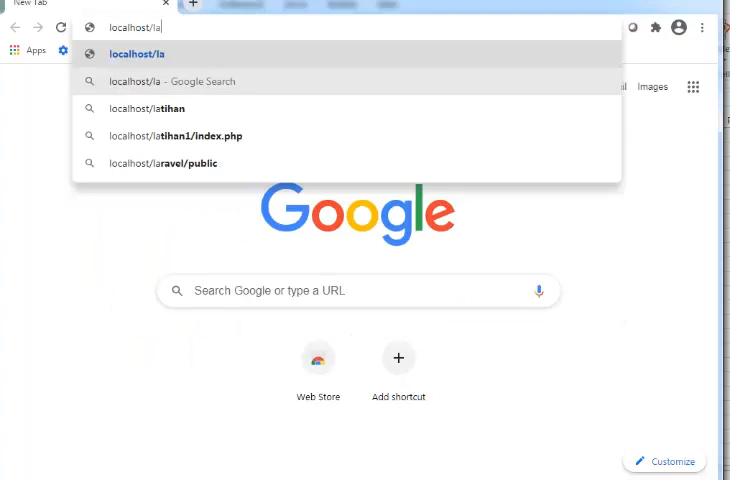 New Tab
localhost/la
Apps
localhost/la
localhost/la - Google Search
localhost/latihan
localhost/latihan1/index.php
localhost/laravel/public
Images
Google
Search Google or type a URL
Web Store
Add shortcut
Customize